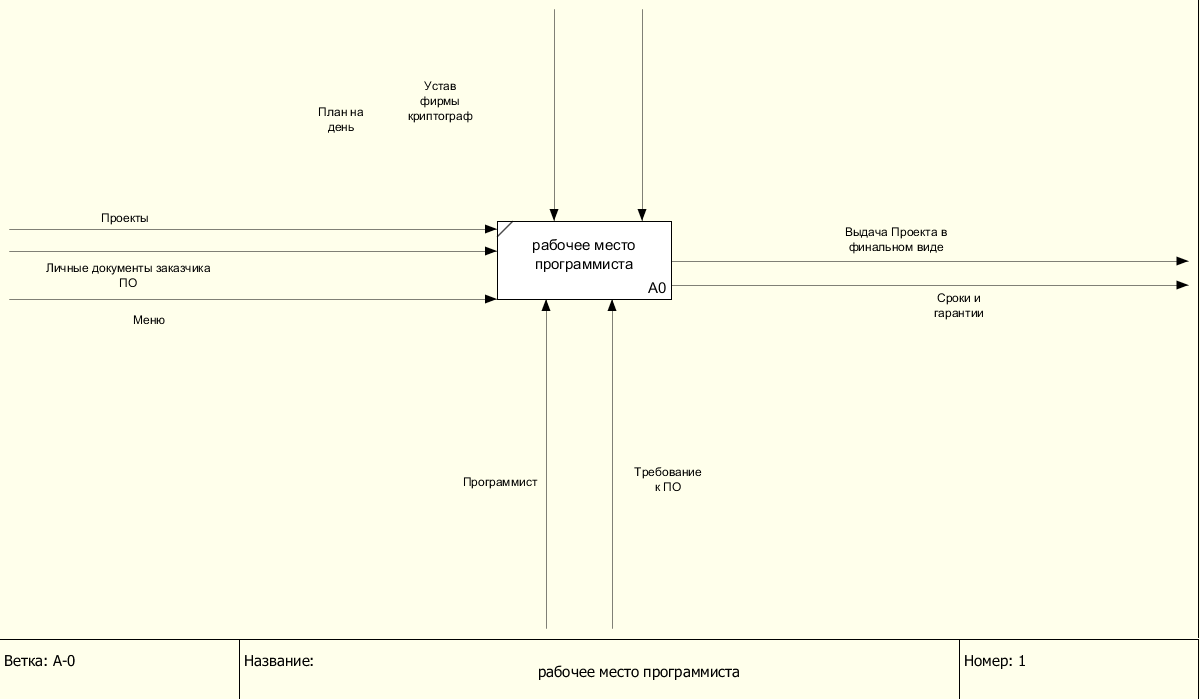 Устав
фирмы
криптограф
План на
день
Проекты
Личные документы заказчика
ПО
Меню
рабочее место
программиста
A0
Выдача Проекта в
финальном виде
Сроки и
гарантии
Программист
Требование
к ПО
Ветка: A-0
Название:
рабочее место программиста
Номер: 1